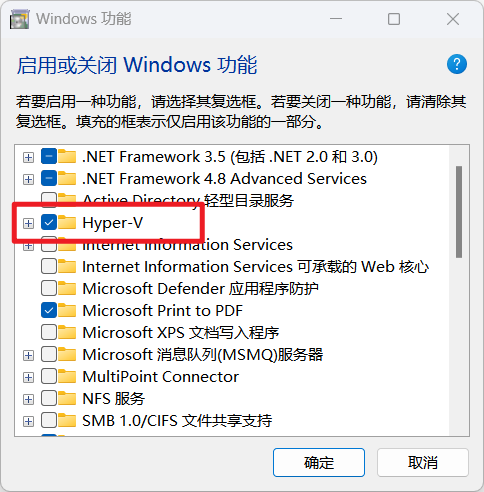 Windows 功能
启用或关闭 Windows 功能
若要启用一种功能，请选择其复选框。若要关闭一种功能，请清除其
复选框。填充的框表示仅启用该功能的一部分。
.NET Framework 3.5 (包括 .NET 2.0 和 3.0)
.NET Framework 4.8 Advanced Services
Active Directory 轻型目录服务
Hyper-V
Internet Information Services
Internet Information Services 可承载的 Web 核心
Microsoft Defender 应用程序防护
Microsoft Print to PDF
Microsoft XPS 文档写入程序
Microsoft 消息队列(MSMQ)服务器
MultiPoint Connector
NFS 服务
SMB 1.0/CIFS 文件共享支持
确定
取消